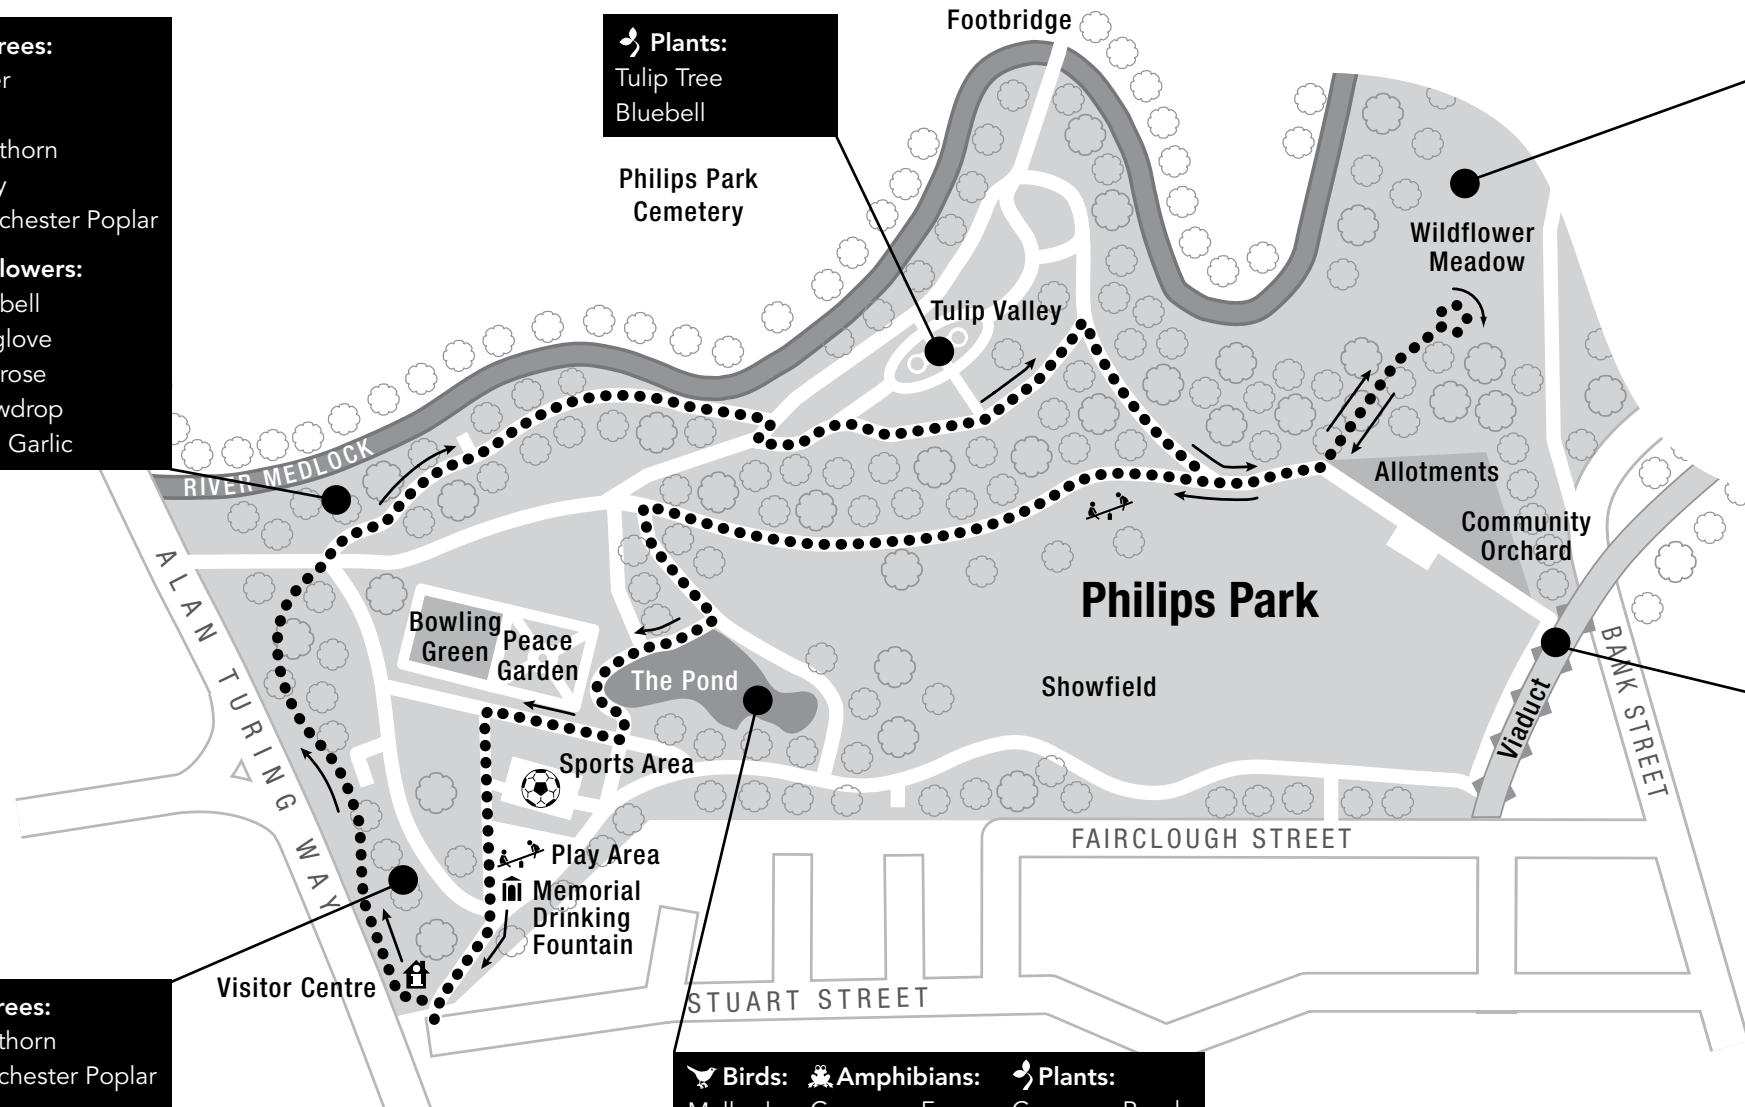 rees:
er
thorn
y
chester Poplar
lowers:
bell
glove
rose
wdrop
Garlic
Plants:
Tulip Tree
Bluebell
Philips Park
Cemetery
Footbridge
Wildflower
Meadow
Tulip Valley
RIVER MEDLOCK
Allotments
Community
Orchard
ALAN TURING WAY
Bowling
Green
Peace
Garden
The Pond
Philips Park
Showfield
Viaduct
BANK STREET
Sports Area
FAIRCLOUGH STREET
Play Area
Memorial
Drinking
Fountain
Visitor Centre
STUART STREET
rees:
thorn
chester Poplar
Birds: Amphibians: Plants: